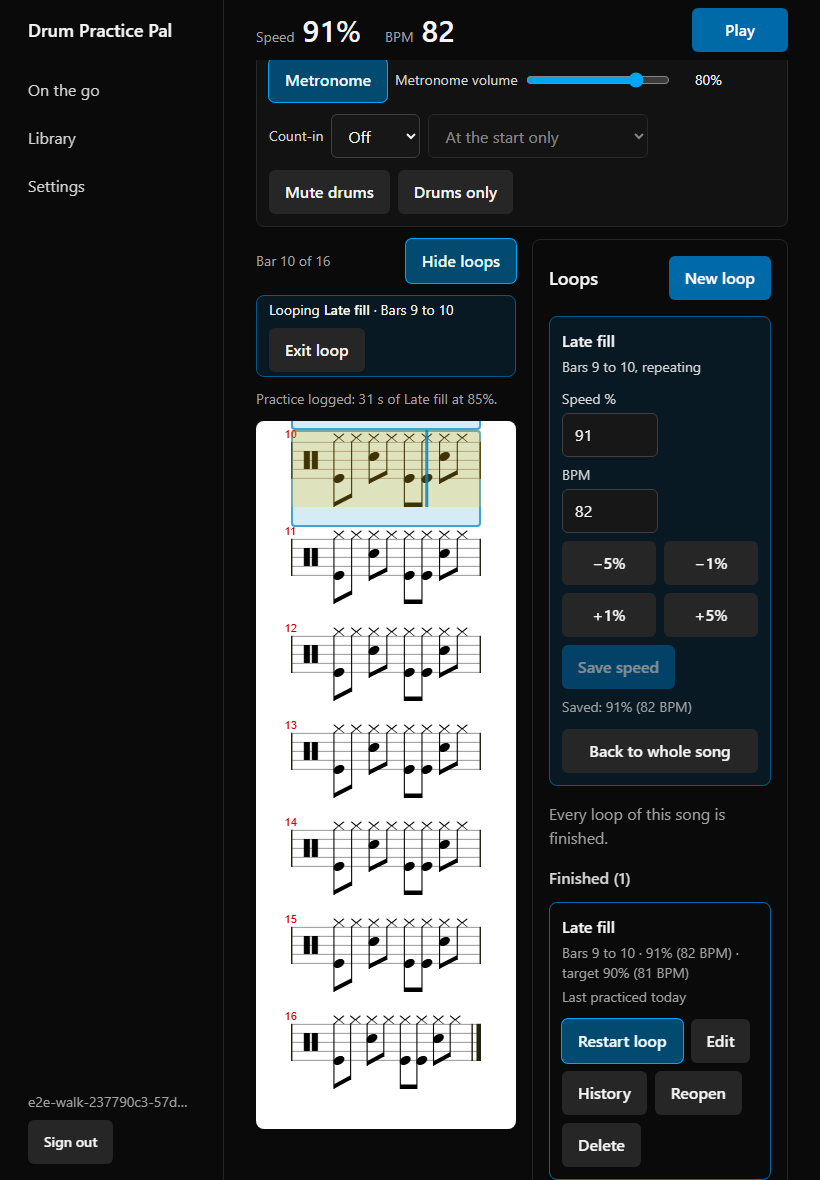 Drum Practice Pal
On the go
Library
Settings
e2e-walk-237790c3-57d...
Sign out
Speed 91% BPM 82
Play
Metronome Metronome volume 80%
Count-in Off At the start only
Mute drums Drums only
Bar 10 of 16 Hide loops
Looping Late fill · Bars 9 to 10
Exit loop
Practice logged: 31 s of Late fill at 85%.
10
11
12
13
14
15
16
Loops New loop
Late fill
Bars 9 to 10, repeating
Speed %
91
BPM
82
−5% −1%
+1% +5%
Save speed
Saved: 91% (82 BPM)
Back to whole song
Every loop of this song is
finished.
Finished (1)
Late fill
Bars 9 to 10 · 91% (82 BPM) ·
target 90% (81 BPM)
Last practiced today
Restart loop Edit
History Reopen
Delete